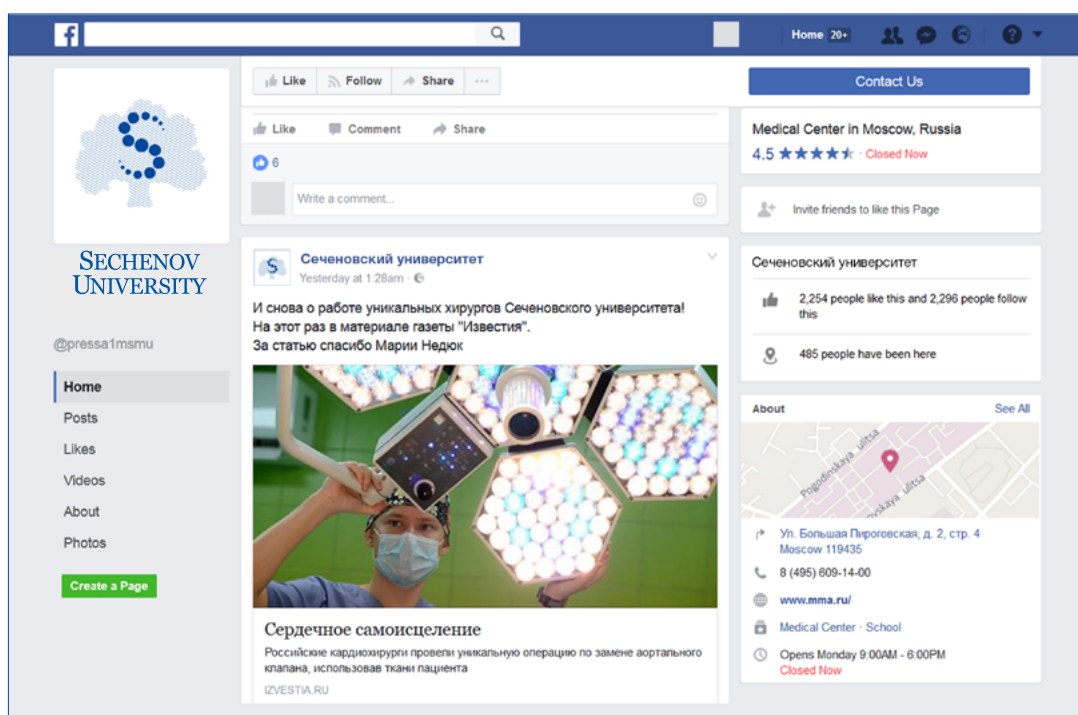 Home 20+
Like Follow Share ...
Contact Us
Like Comment Share
6
Write a comment...
SECHENOV
UNIVERSITY
@pressa1msmu
Home
Posts
Likes
Videos
About
Photos
Create a Page
Сеченовский университет
Yesterday at 1:28am ·
И снова о работе уникальных хирургов Сеченовского университета!
На этот раз в материале газеты "Известия".
За статью спасибо Марии Недюк
Сердечное самоисцеление
Российские кардиохирурги провели уникальную операцию по замене аортального
клапана, использовав ткани пациента
IZVESTIA.RU
Medical Center in Moscow, Russia
4.5 ★★★★★ · Closed Now
Invite friends to like this Page
Сеченовский университет
2,254 people like this and 2,296 people follow
this
485 people have been here
About See All
Pogodinskaya ulitsa
ulitsa
Ул. Большая Пироговская, д. 2, стр. 4
Moscow 119435
8 (495) 609-14-00
www.mma.ru/
Medical Center · School
Opens Monday 9:00AM - 6:00PM
Closed Now